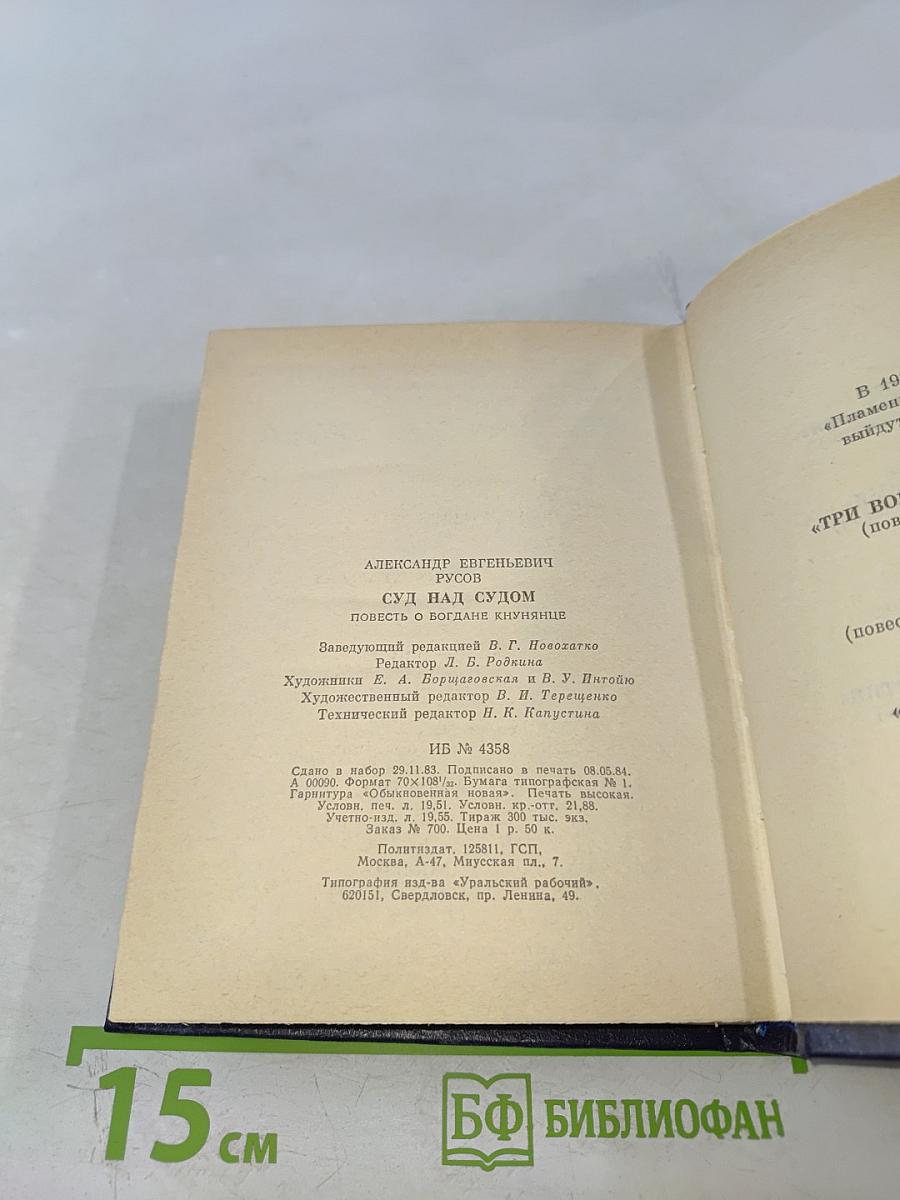 АЛЕКСАНДР ЕВГЕНЬЕВИЧ
РУСОВ
СУД НАД СУДОМ
ПОВЕСТЬ О БОГДАНЕ КНУНЯНЦЕ
Заведующий редакцией В. Г. Новохатко
Редактор Л. Б. Родкина
Художники Е. А. Борщаговская и В. У. Интойю
Художественный редактор В. И. Терещенко
Технический редактор Н. К. Капустина
ИБ № 4358
Сдано в набор 29.11.83. Подписано в печать 08.05.84.
А 00090. Формат 70×108¹/₃₂. Бумага типографская № 1.
Гарнитура «Обыкновенная новая». Печать высокая.
Условн. печ. л. 19,51. Условн. кр.-отт. 21,88.
Учетно-изд. л. 19,55. Тираж 300 тыс. экз.
Заказ № 700. Цена 1 р. 50 к.
Политиздат. 125811, ГСП,
Москва, А-47, Миусская пл., 7.
Типография изд-ва «Уральский рабочий».
620151, Свердловск, пр. Ленина, 49.
В 19
«Пламен
выйдут
«ТРИ ВО
(пов
(повес
«
15 см
БФ БИБЛИОФАН